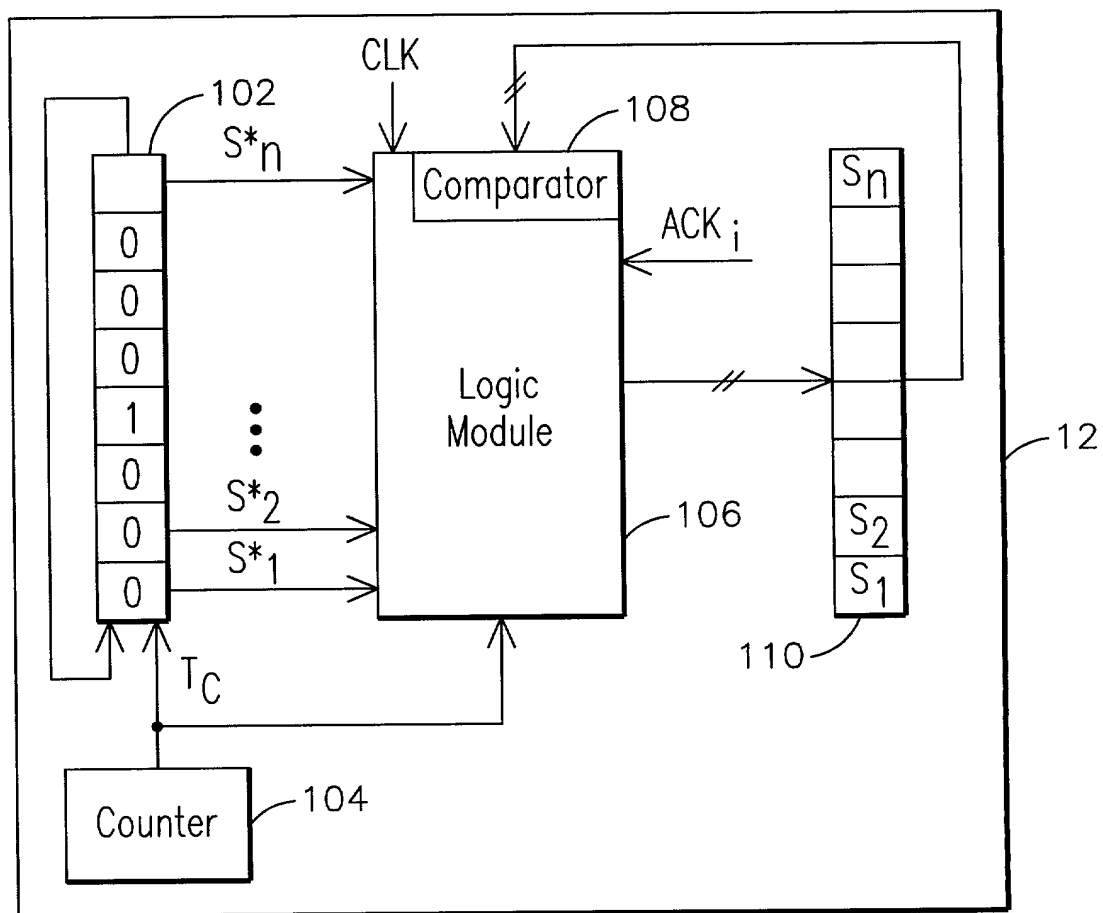 CLK
102
108
S*n
Comparator
Sn
0
ACKi
0
0
Logic
Module
1
12
0
S*2
106
0
S2
S*1
0
S1
110
TC
104
Counter